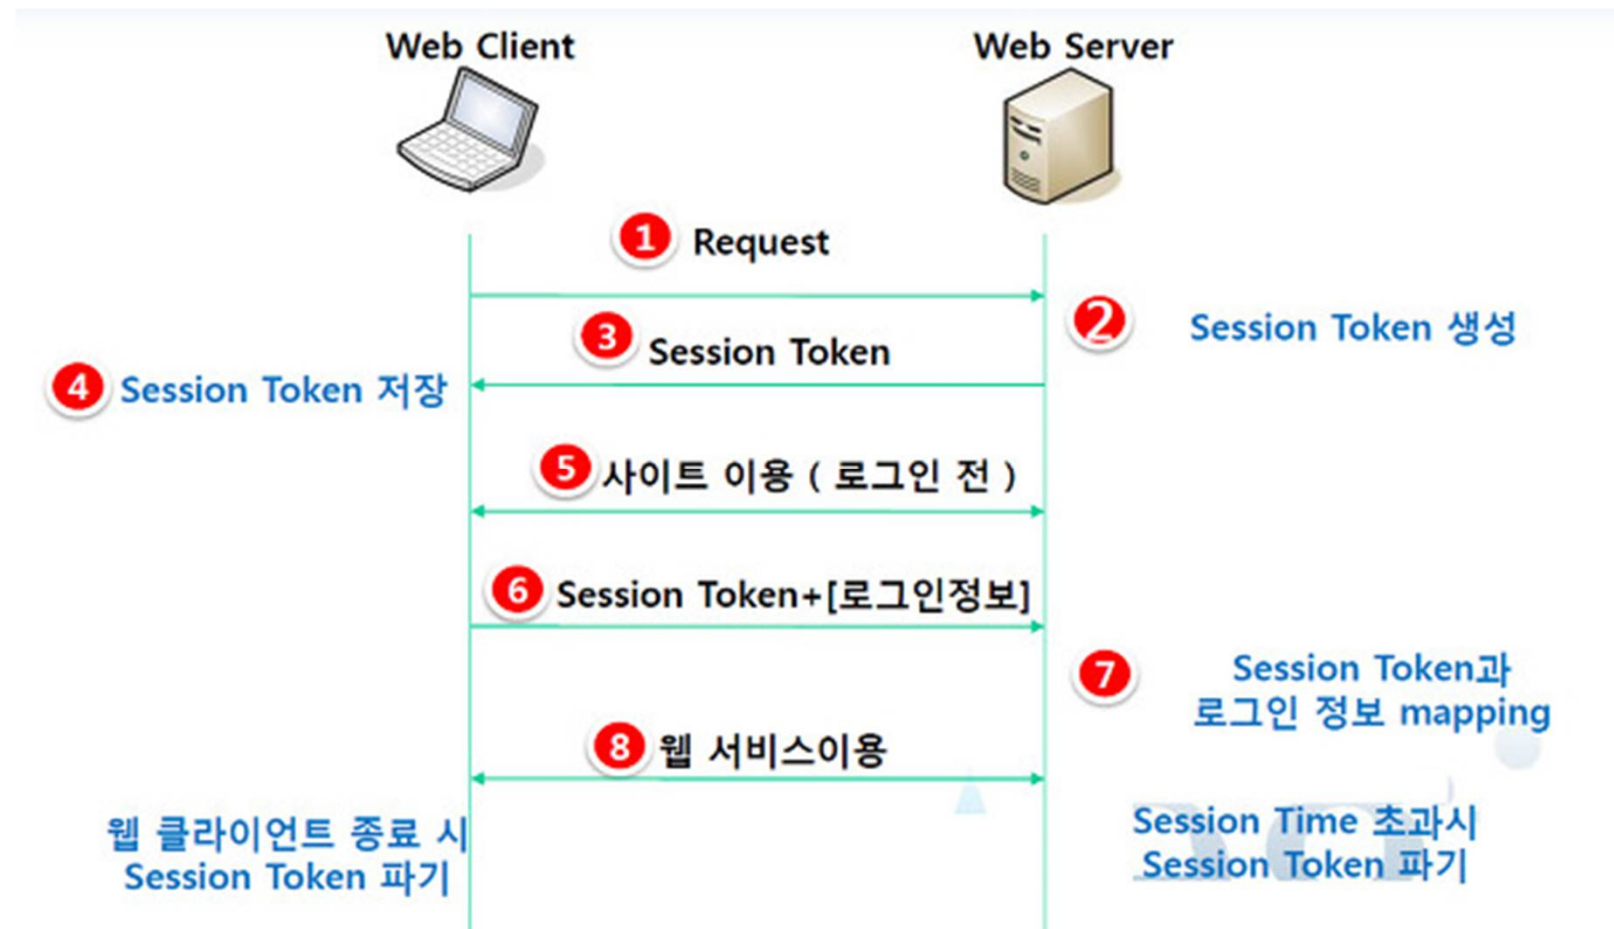 Web Client
Web Server
1 Request
2 Session Token 생성
3 Session Token
4 Session Token 저장
5 사이트 이용 ( 로그인 전 )
6 Session Token+[로그인정보]
7 Session Token과
로그인 정보 mapping
8 웹 서비스이용
웹 클라이언트 종료 시
Session Token 파기
Session Time 초과시
Session Token 파기